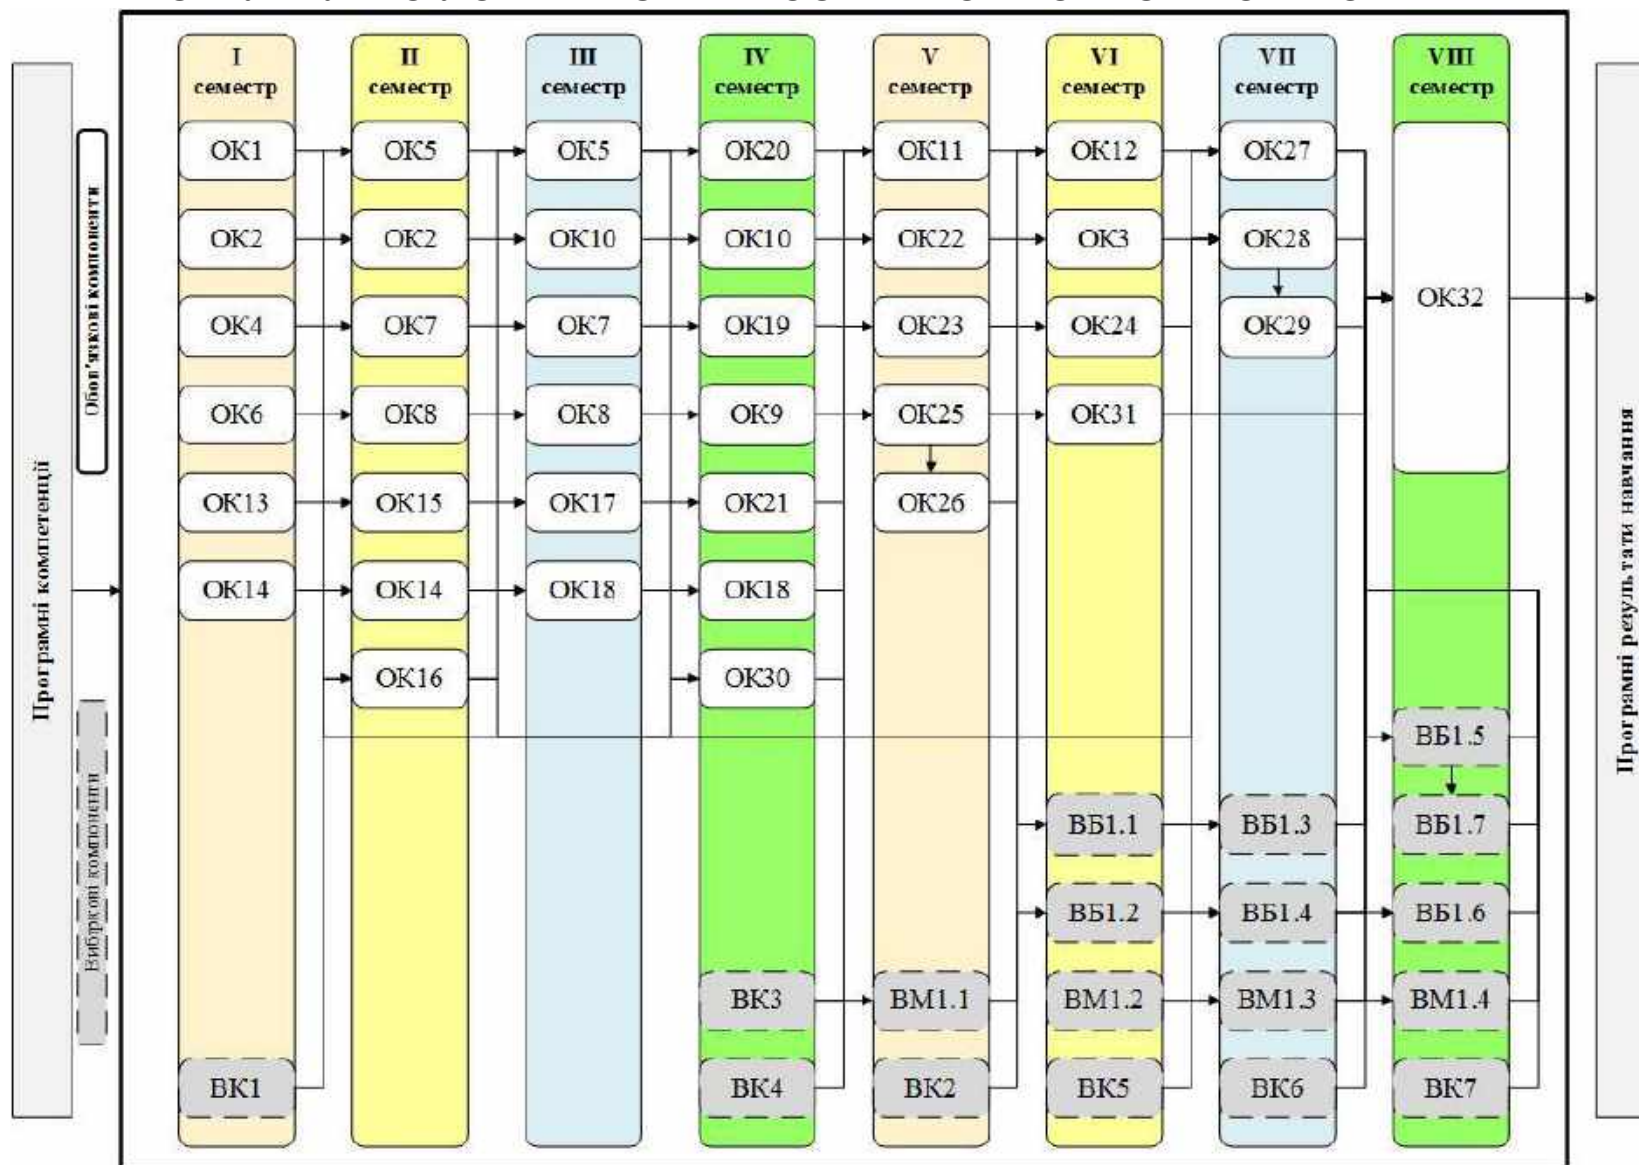 I
семестр
II
семестр
III
семестр
IV
семестр
V
семестр
VI
семестр
VII
семестр
VIII
семестр
Програмні компетенції
Обов'язкові компоненти
Вибіркові компоненти
ОК1
ОК5
ОК5
ОК20
ОК11
ОК12
ОК27
ОК2
ОК2
ОК10
ОК10
ОК22
ОК3
ОК28
ОК4
ОК7
ОК7
ОК19
ОК23
ОК24
ОК29
ОК32
ОК6
ОК8
ОК8
ОК9
ОК25
ОК31
ОК13
ОК15
ОК17
ОК21
ОК26
ОК14
ОК14
ОК18
ОК18
ОК16
ОК30
ВБ1.5
ВБ1.1
ВБ1.3
ВБ1.7
ВБ1.2
ВБ1.4
ВБ1.6
ВК3
ВМ1.1
ВМ1.2
ВМ1.3
ВМ1.4
ВК1
ВК4
ВК2
ВК5
ВК6
ВК7
Програмні результати навчання